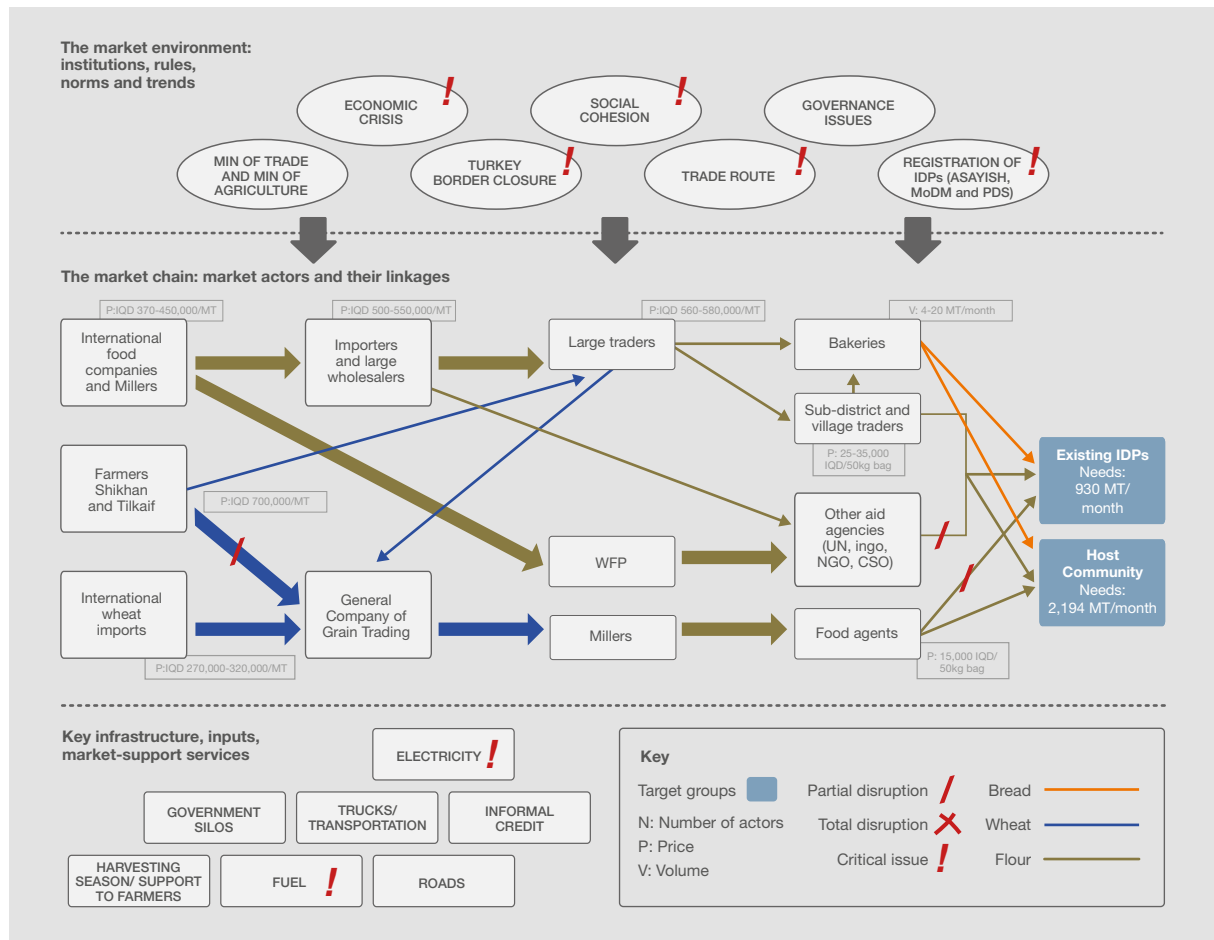 The market environment:
institutions, rules,
norms and trends
ECONOMIC
CRISIS
!
SOCIAL
COHESION
!
GOVERNANCE
ISSUES
MIN OF TRADE
AND MIN OF
AGRICULTURE
TURKEY
BORDER CLOSURE
!
TRADE ROUTE
!
REGISTRATION OF
IDPs (ASAYISH,
MoDM and PDS)
!
The market chain: market actors and their linkages
P:IQD 370-450,000/MT
P:IQD 500-550,000/MT
P:IQD 560-580,000/MT
V: 4-20 MT/month
International
food
companies
and Millers
Importers
and large
wholesalers
Large traders
Bakeries
Sub-district and
village traders
P: 25-35,000
IQD/50kg bag
Farmers
Shikhan
and Tilkaif
P:IQD 700,000/MT
Existing IDPs
Needs:
930 MT/
month
Other aid
agencies
(UN, ingo,
NGO, CSO)
WFP
Host
Community
Needs:
2,194 MT/month
International
wheat
imports
General
Company of
Grain Trading
Millers
Food agents
P:IQD 270,000-320,000/MT
P: 15,000 IQD/
50kg bag
Key infrastructure, inputs,
market-support services
ELECTRICITY
!
GOVERNMENT
SILOS
TRUCKS/
TRANSPORTATION
INFORMAL
CREDIT
HARVESTING
SEASON/ SUPPORT
TO FARMERS
FUEL
!
ROADS
Key
Target groups
N: Number of actors
P: Price
V: Volume
Partial disruption
Total disruption
Critical issue !
Bread
Wheat
Flour